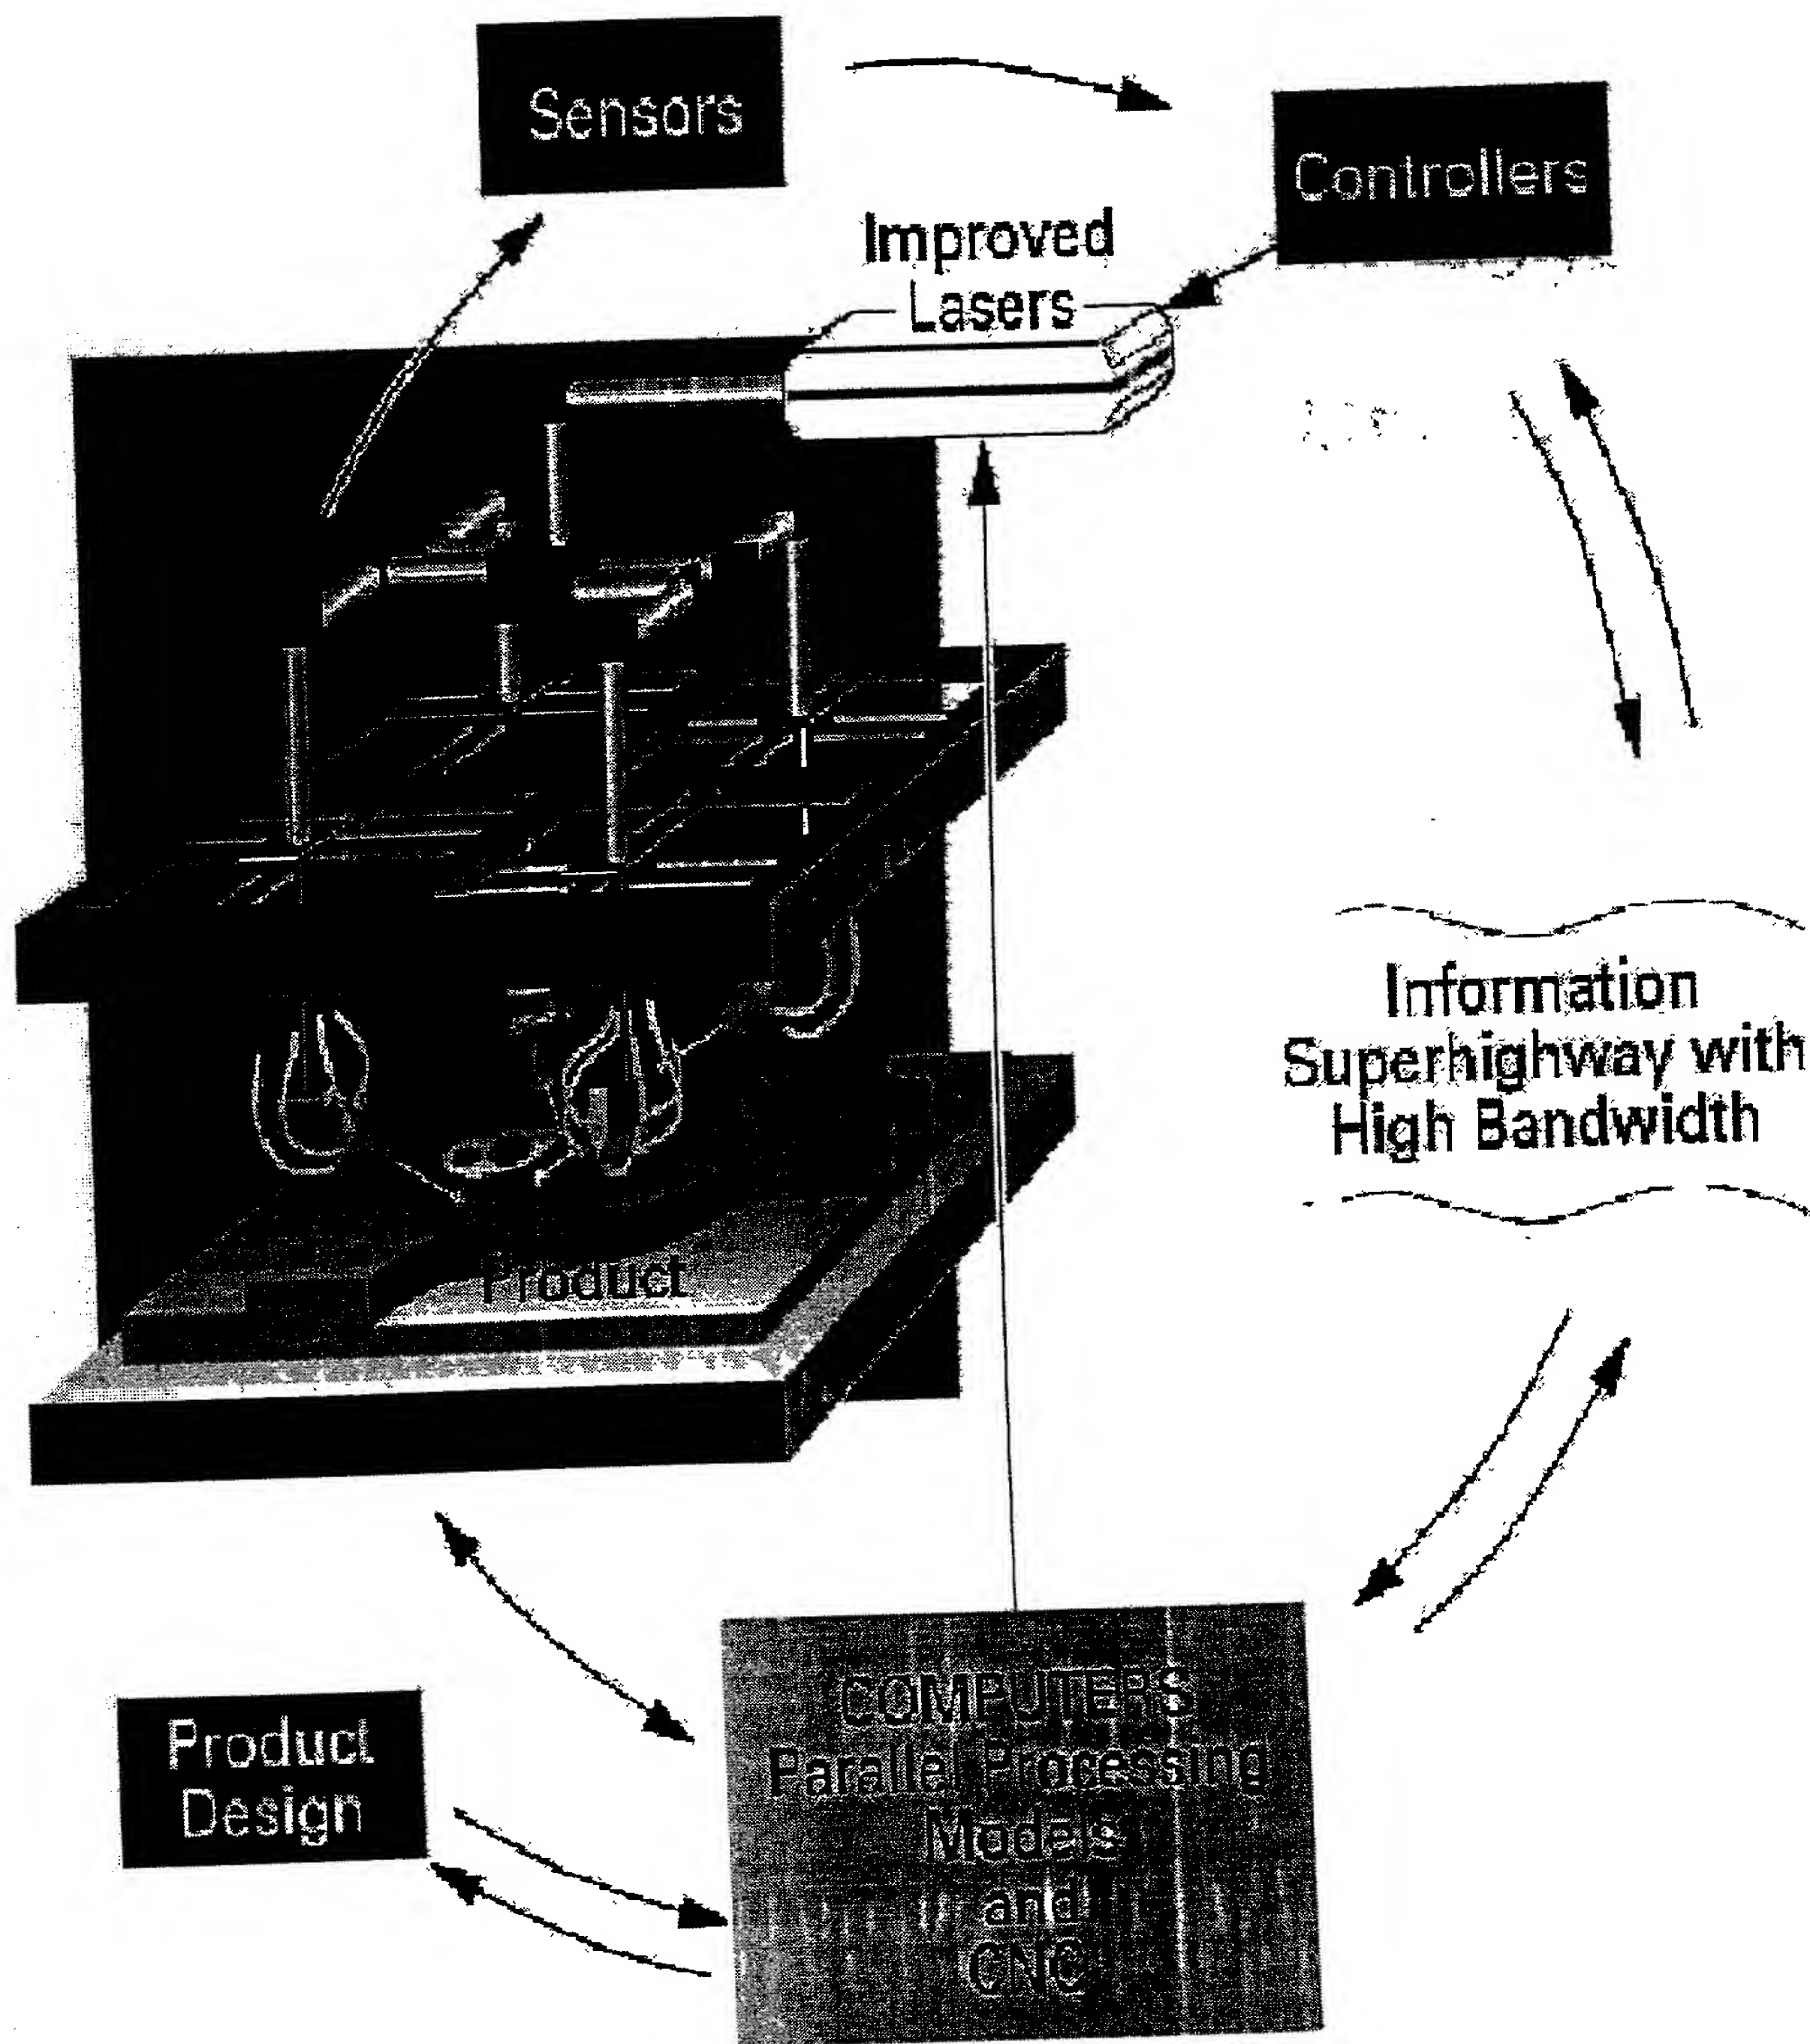 Sensors
Controllers
Improved
Lasers
Information
Superhighway with
High Bandwidth
Product
Product
Design
COMPUTERS
Parallel Processing
Models
and
CNC